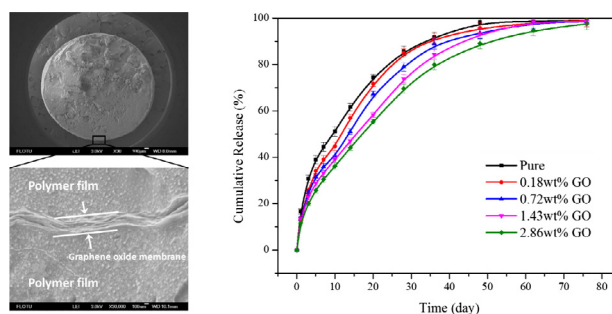 FLOTU
Polymer film
Graphene oxide membrane
Polymer film
FLOTU
Cumulative Release (%)
100
80
60
40
20
0
Pure
0.18wt% GO
0.72wt% GO
1.43wt% GO
2.86wt% GO
0 10 20 30 40 50 60 70 80
Time (day)